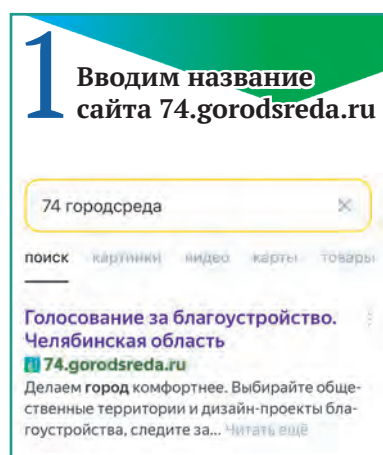 1 Вводим название
сайта 74.gorodsreda.ru
74 городсреда
поиск картинки видео карты товары
Голосование за благоустройство.
Челябинская область
74.gorodsreda.ru
Делаем город комфортнее. Выбирайте обще-
ственные территории и дизайн-проекты бла-
гоустройства, следите за... Читать ещё